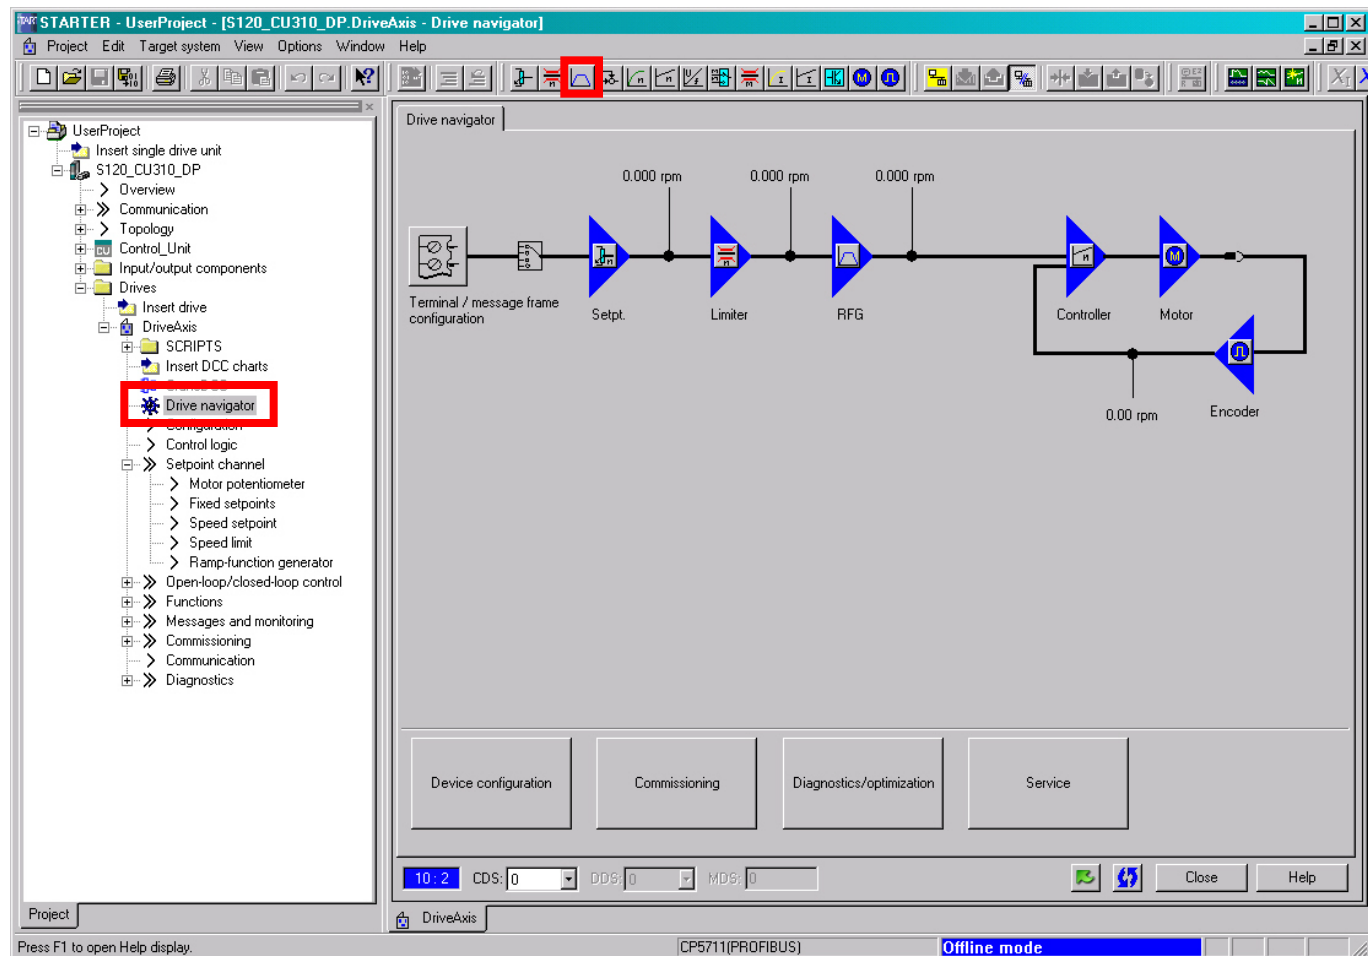 STARTER - UserProject - [S120_CU310_DP.DriveAxis - Drive navigator]
Project Edit Target system View Options Window Help
Drive navigator
UserProject
Insert single drive unit
S120_CU310_DP
Overview
Communication
Topology
Control_Unit
Input/output components
Drives
Insert drive
DriveAxis
SCRIPTS
Insert DCC charts
Drive navigator
Configuration
Control logic
Setpoint channel
Motor potentiometer
Fixed setpoints
Speed setpoint
Speed limit
Ramp-function generator
Open-loop/closed-loop control
Functions
Messages and monitoring
Commissioning
Communication
Diagnostics
Project
0.000 rpm 0.000 rpm 0.000 rpm
Terminal / message frame
configuration
Setpt. Limiter RFG Controller Motor
0.00 rpm Encoder
Device configuration Commissioning Diagnostics/optimization Service
10 : 2 CDS: 0 DDS: 0 MDS: 0 Close Help
DriveAxis
Press F1 to open Help display. CP5711(PROFIBUS) Offline mode